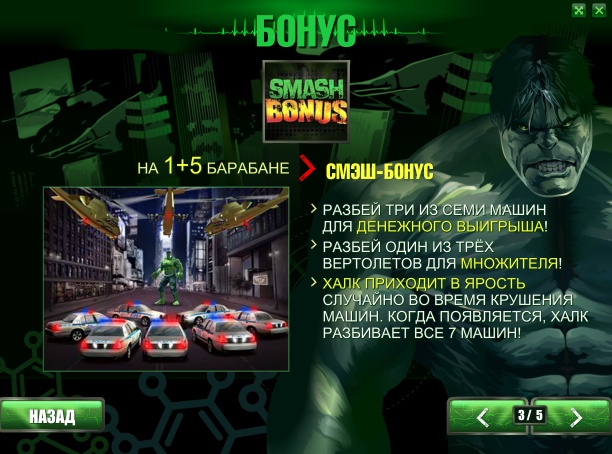 БОНУС
SMASH
BONUS
НА 1+5 БАРАБАНЕ
СМЭШ-БОНУС
РАЗБЕЙ ТРИ ИЗ СЕМИ МАШИН
ДЛЯ ДЕНЕЖНОГО ВЫИГРЫША!
РАЗБЕЙ ОДИН ИЗ ТРЁХ
ВЕРТОЛЕТОВ ДЛЯ МНОЖИТЕЛЯ!
ХАЛК ПРИХОДИТ В ЯРОСТЬ
СЛУЧАЙНО ВО ВРЕМЯ КРУШЕНИЯ
МАШИН. КОГДА ПОЯВЛЯЕТСЯ, ХАЛК
РАЗБИВАЕТ ВСЕ 7 МАШИН!
НАЗАД
3 / 5